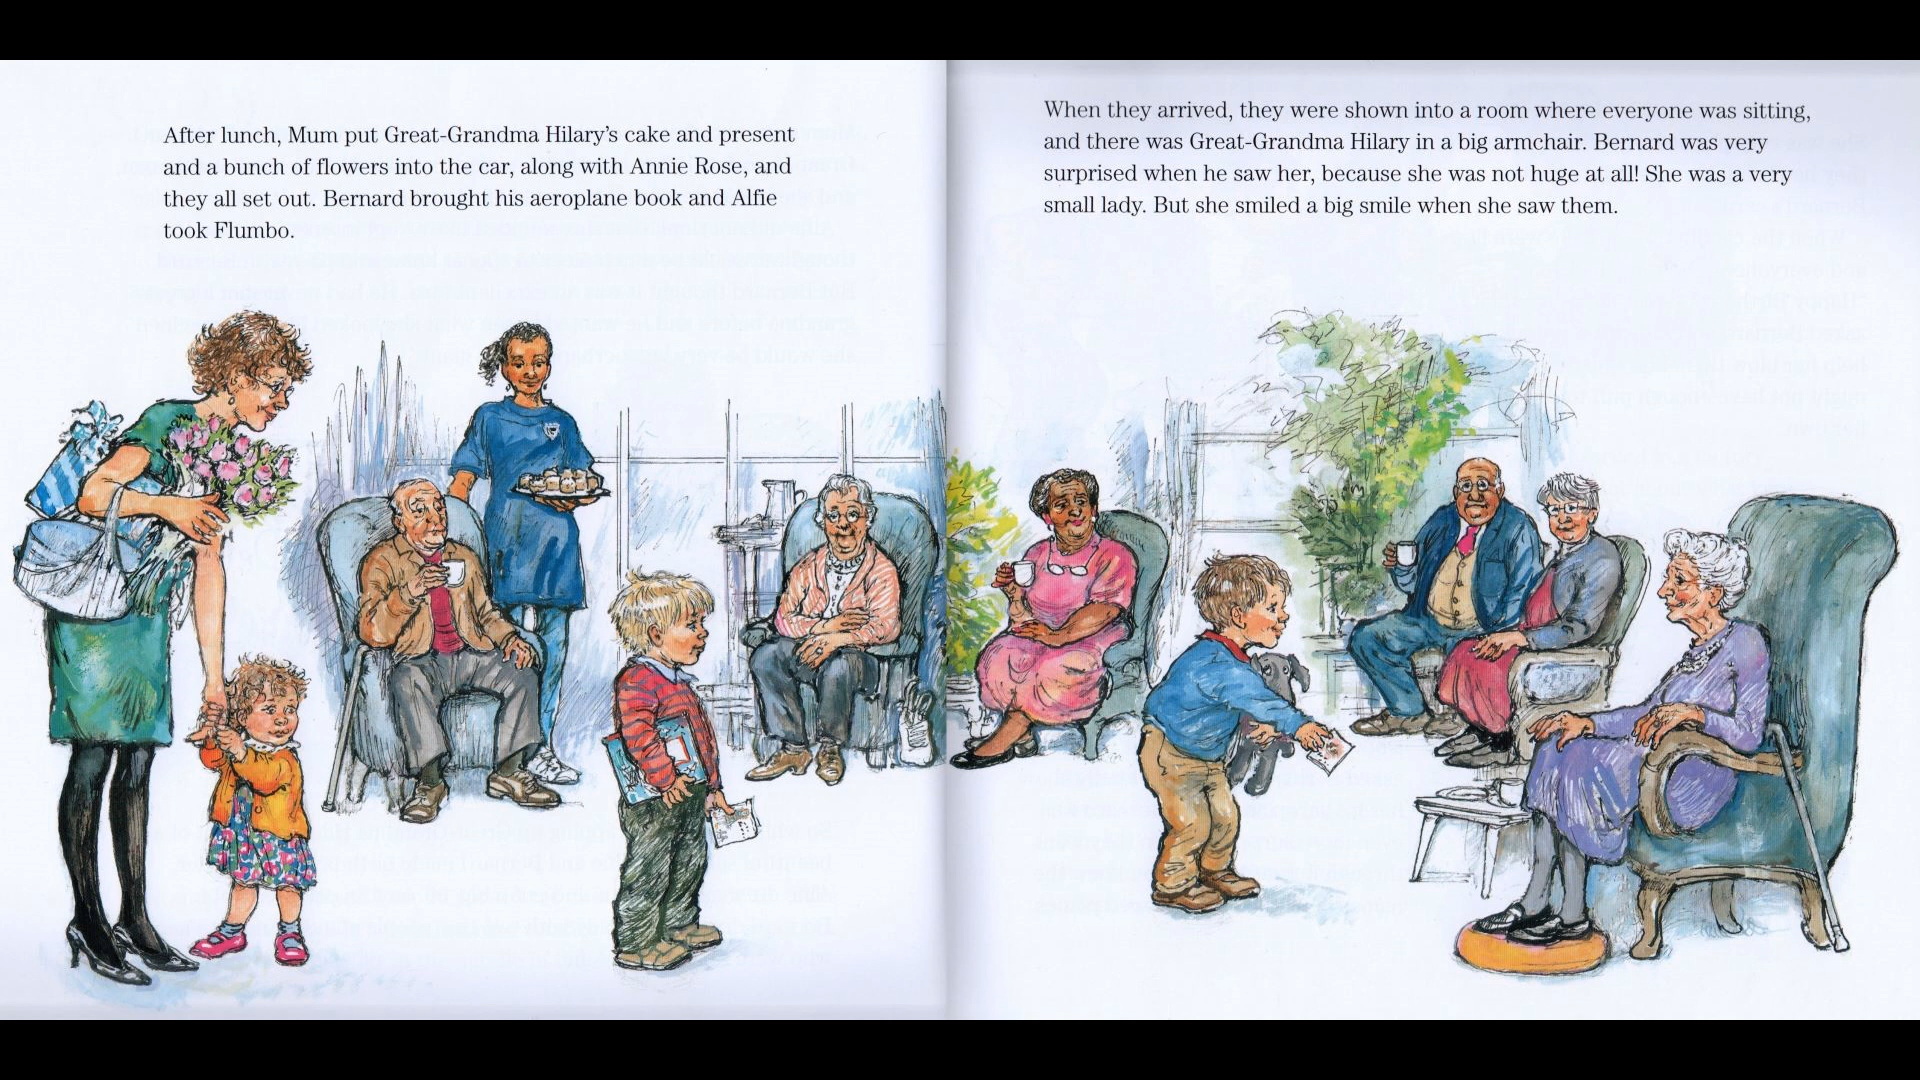 After lunch, Mum put Great-Grandma Hilary's cake and present
and a bunch of flowers into the car, along with Annie Rose, and
they all set out. Bernard brought his aeroplane book and Alfie
took Flumbo.
When they arrived, they were shown into a room where everyone was sitting,
and there was Great-Grandma Hilary in a big armchair. Bernard was very
surprised when he saw her, because she was not huge at all! She was a very
small lady. But she smiled a big smile when she saw them.